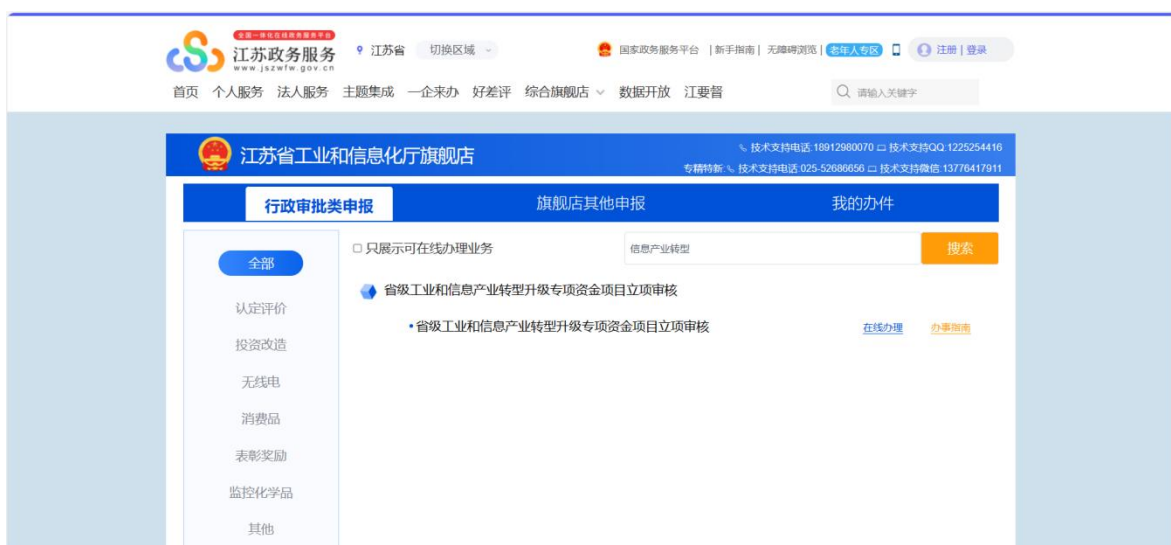 全国一体化在线政务服务平台
江苏政务服务
www.jszwfw.gov.cn
江苏省 切换区域
国家政务服务平台 | 新手指南 | 无障碍浏览 | 老年人专区 注册 | 登录
首页 个人服务 法人服务 主题集成 一企来办 好差评 综合旗舰店 数据开放 江要督 请输入关键字
江苏省工业和信息化厅旗舰店
技术支持电话:18912980070 技术支持QQ:1225254416
专精特新: 技术支持电话:025-52686656 技术支持微信:13776417911
行政审批类申报 旗舰店其他申报 我的办件
全部
只展示可在线办理业务 信息产业转型 搜索
省级工业和信息产业转型升级专项资金项目立项审核
•省级工业和信息产业转型升级专项资金项目立项审核 在线办理 办事指南
认定评价
投资改造
无线电
消费品
表彰奖励
监控化学品
其他